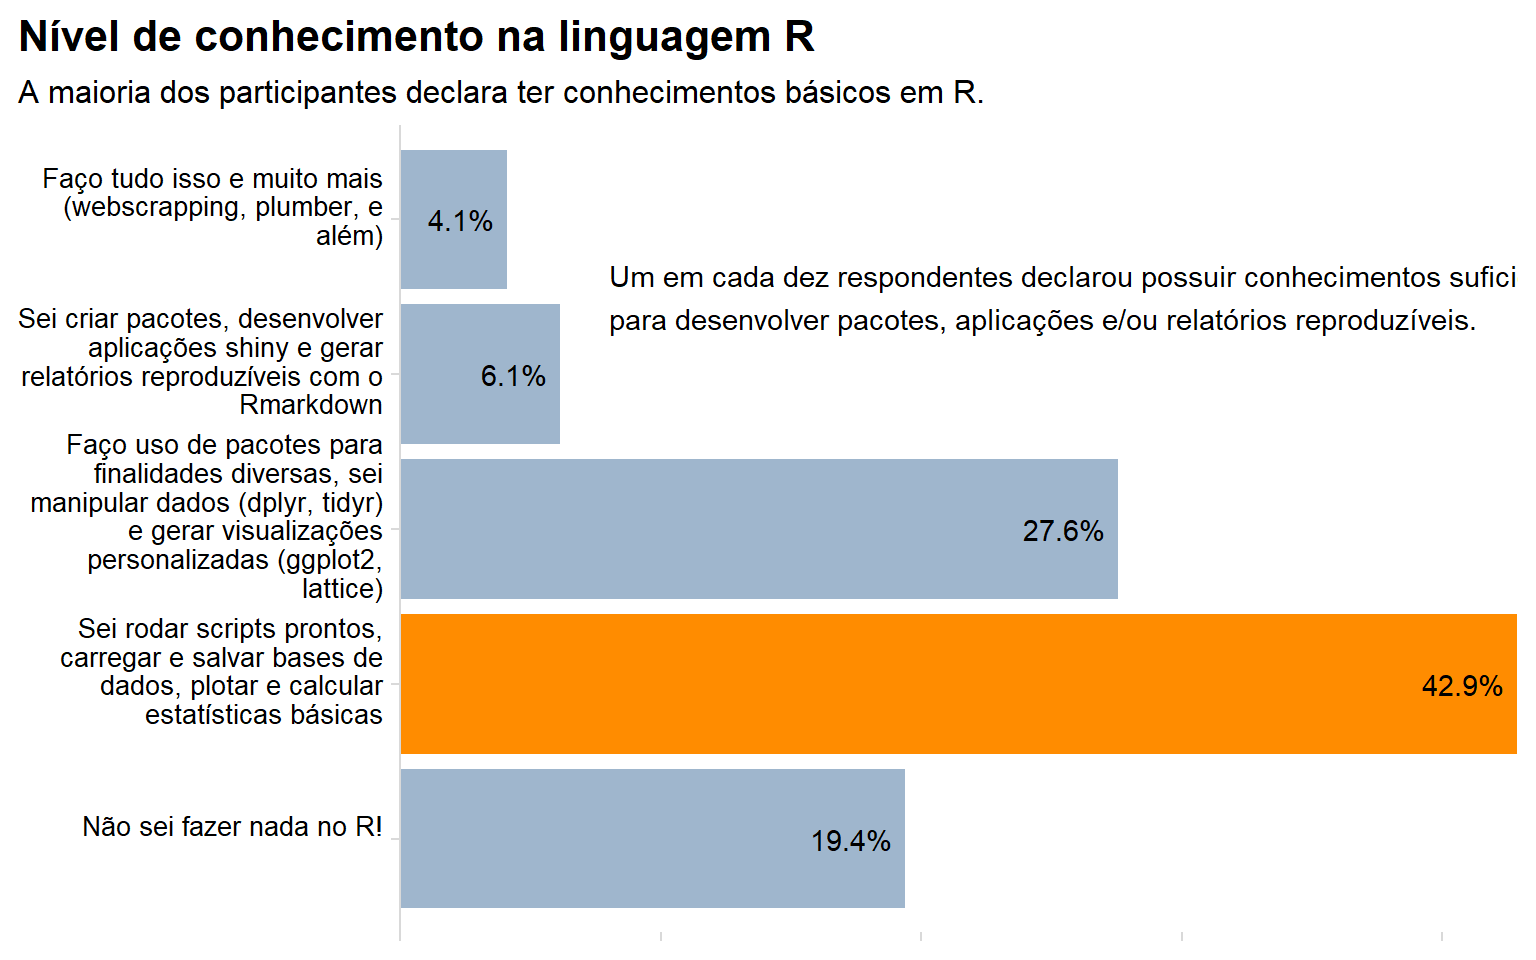 Nível de conhecimento na linguagem R
A maioria dos participantes declara ter conhecimentos básicos em R.
Faço tudo isso e muito mais
(webscrapping, plumber, e
além)
4.1%
Um em cada dez respondentes declarou possuir conhecimentos sufici
para desenvolver pacotes, aplicações e/ou relatórios reproduzíveis.
Sei criar pacotes, desenvolver
aplicações shiny e gerar
relatórios reproduzíveis com o
Rmarkdown
6.1%
Faço uso de pacotes para
finalidades diversas, sei
manipular dados (dplyr, tidyr)
e gerar visualizações
personalizadas (ggplot2,
lattice)
27.6%
Sei rodar scripts prontos,
carregar e salvar bases de
dados, plotar e calcular
estatísticas básicas
42.9%
Não sei fazer nada no R!
19.4%